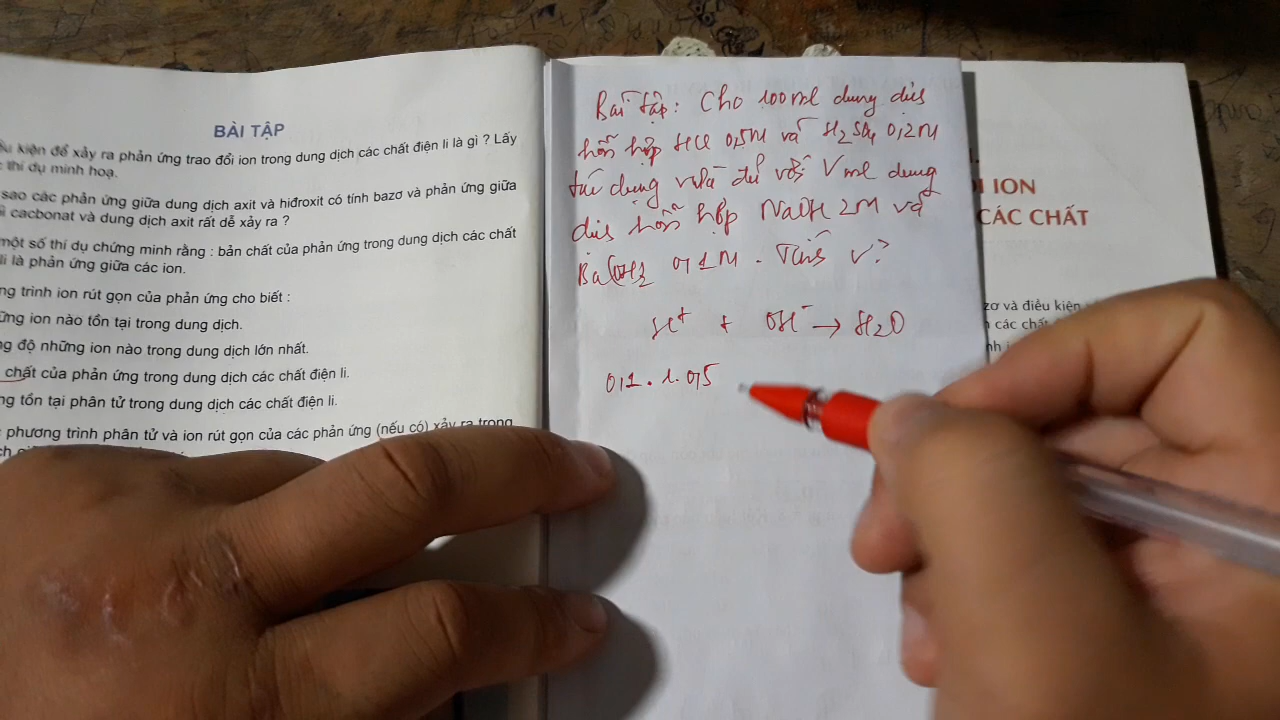 BÀI TẬP
kiện để xảy ra phản ứng trao đổi ion trong dung dịch các chất điện li là gì ? Lấy
thí dụ minh hoạ.
sao các phản ứng giữa dung dịch axit và hiđroxit có tính bazơ và phản ứng giữa
cacbonat và dung dịch axit rất dễ xảy ra ?
một số thí dụ chứng minh rằng : bản chất của phản ứng trong dung dịch các chất
li là phản ứng giữa các ion.
trình ion rút gọn của phản ứng cho biết :
ion nào tồn tại trong dung dịch.
độ những ion nào trong dung dịch lớn nhất.
chất của phản ứng trong dung dịch các chất điện li.
tồn tại phân tử trong dung dịch các chất điện li.
phương trình phân tử và ion rút gọn của các phản ứng (nếu có) xảy ra trong
Bài tập : Cho 100ml dung dịch
hỗn hợp HCl 0,5M và H2SO4 0,2M
tác dụng vừa đủ với V ml dung
dịch hỗn hợp NaOH 2M và
Ba(OH)2 0,1M . Tính V?
H+ + OH- → H2O
0,1 . 1. 0,5
ION
CÁC CHẤT
và điều kiện
các chất